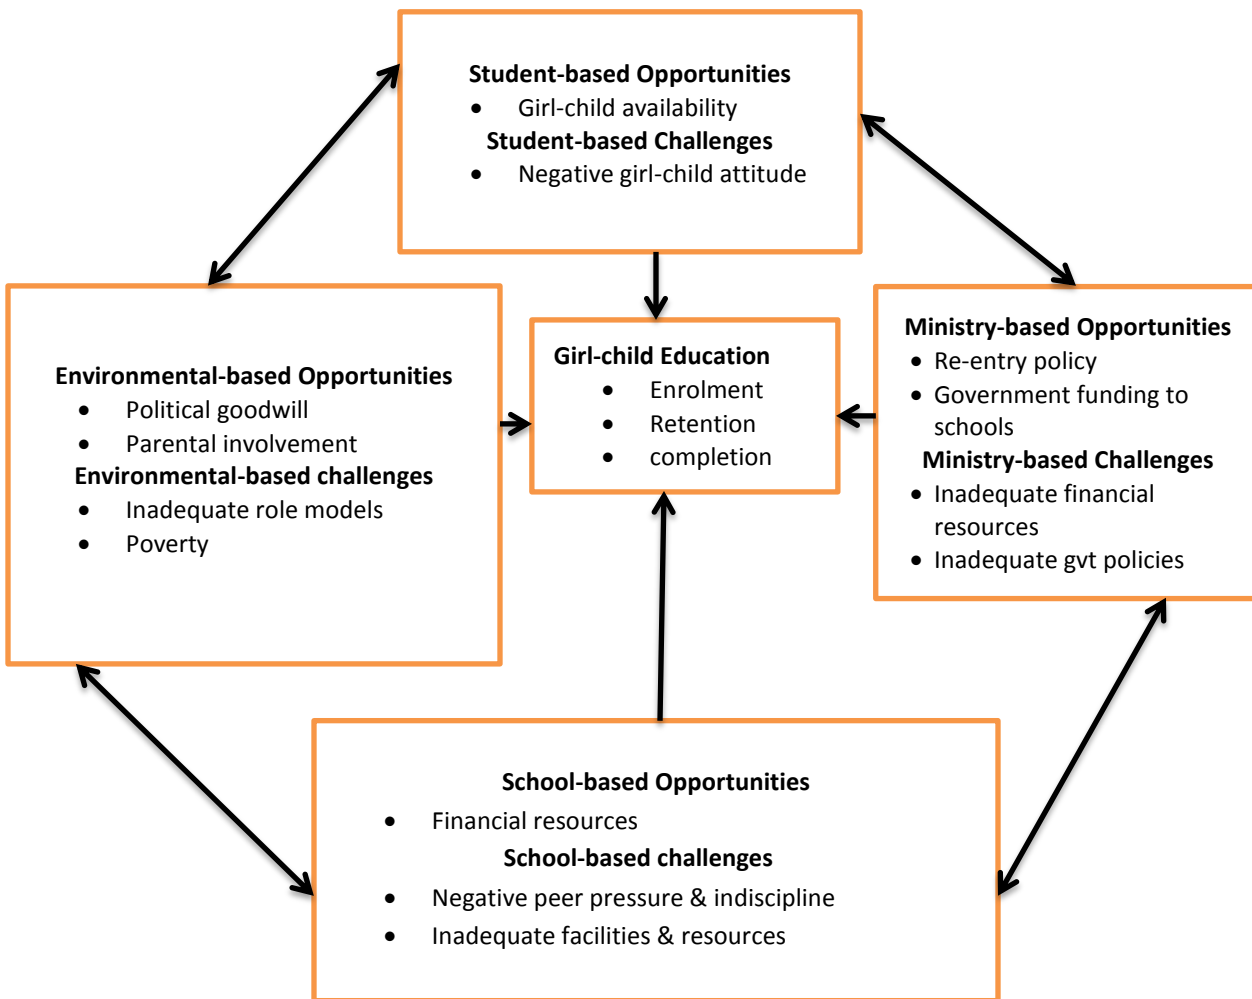 Student-based Opportunities
• Girl-child availability
Student-based Challenges
• Negative girl-child attitude
Environmental-based Opportunities
• Political goodwill
• Parental involvement
Environmental-based challenges
• Inadequate role models
• Poverty
Girl-child Education
• Enrolment
• Retention
• completion
Ministry-based Opportunities
• Re-entry policy
• Government funding to
schools
Ministry-based Challenges
• Inadequate financial
resources
• Inadequate gvt policies
School-based Opportunities
• Financial resources
School-based challenges
• Negative peer pressure & indiscipline
• Inadequate facilities & resources